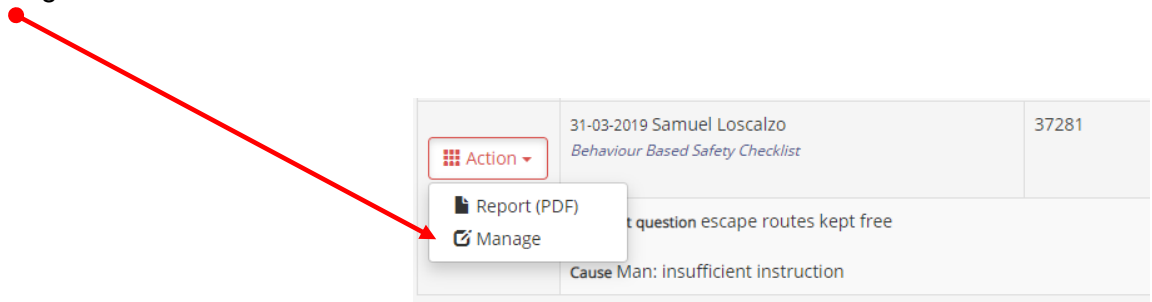 31-03-2019 Samuel Loscalzo
37281
Behaviour Based Safety Checklist
Action
Report (PDF)
Manage
t question escape routes kept free
Cause Man: insufficient instruction